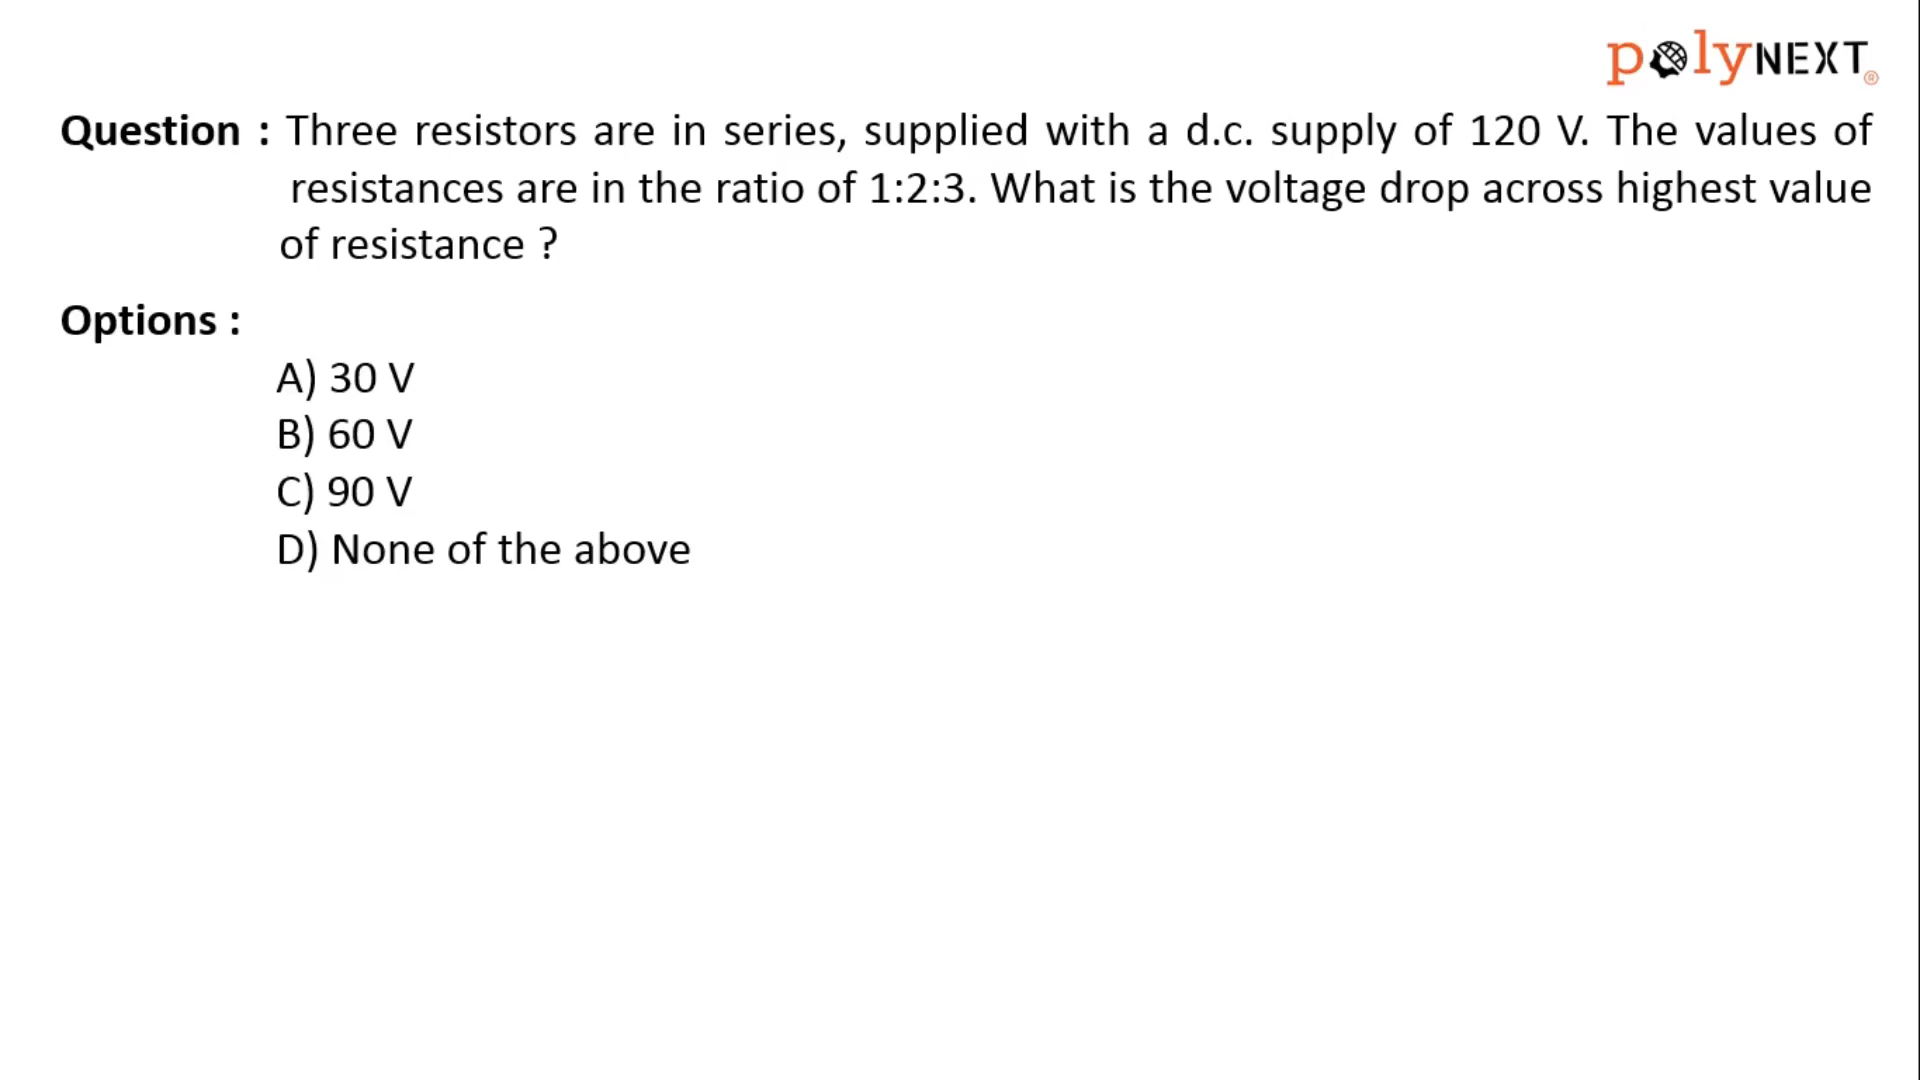 polyNEXT®
Question : Three resistors are in series, supplied with a d.c. supply of 120 V. The values of
resistances are in the ratio of 1:2:3. What is the voltage drop across highest value
of resistance ?
Options :
A) 30 V
B) 60 V
C) 90 V
D) None of the above